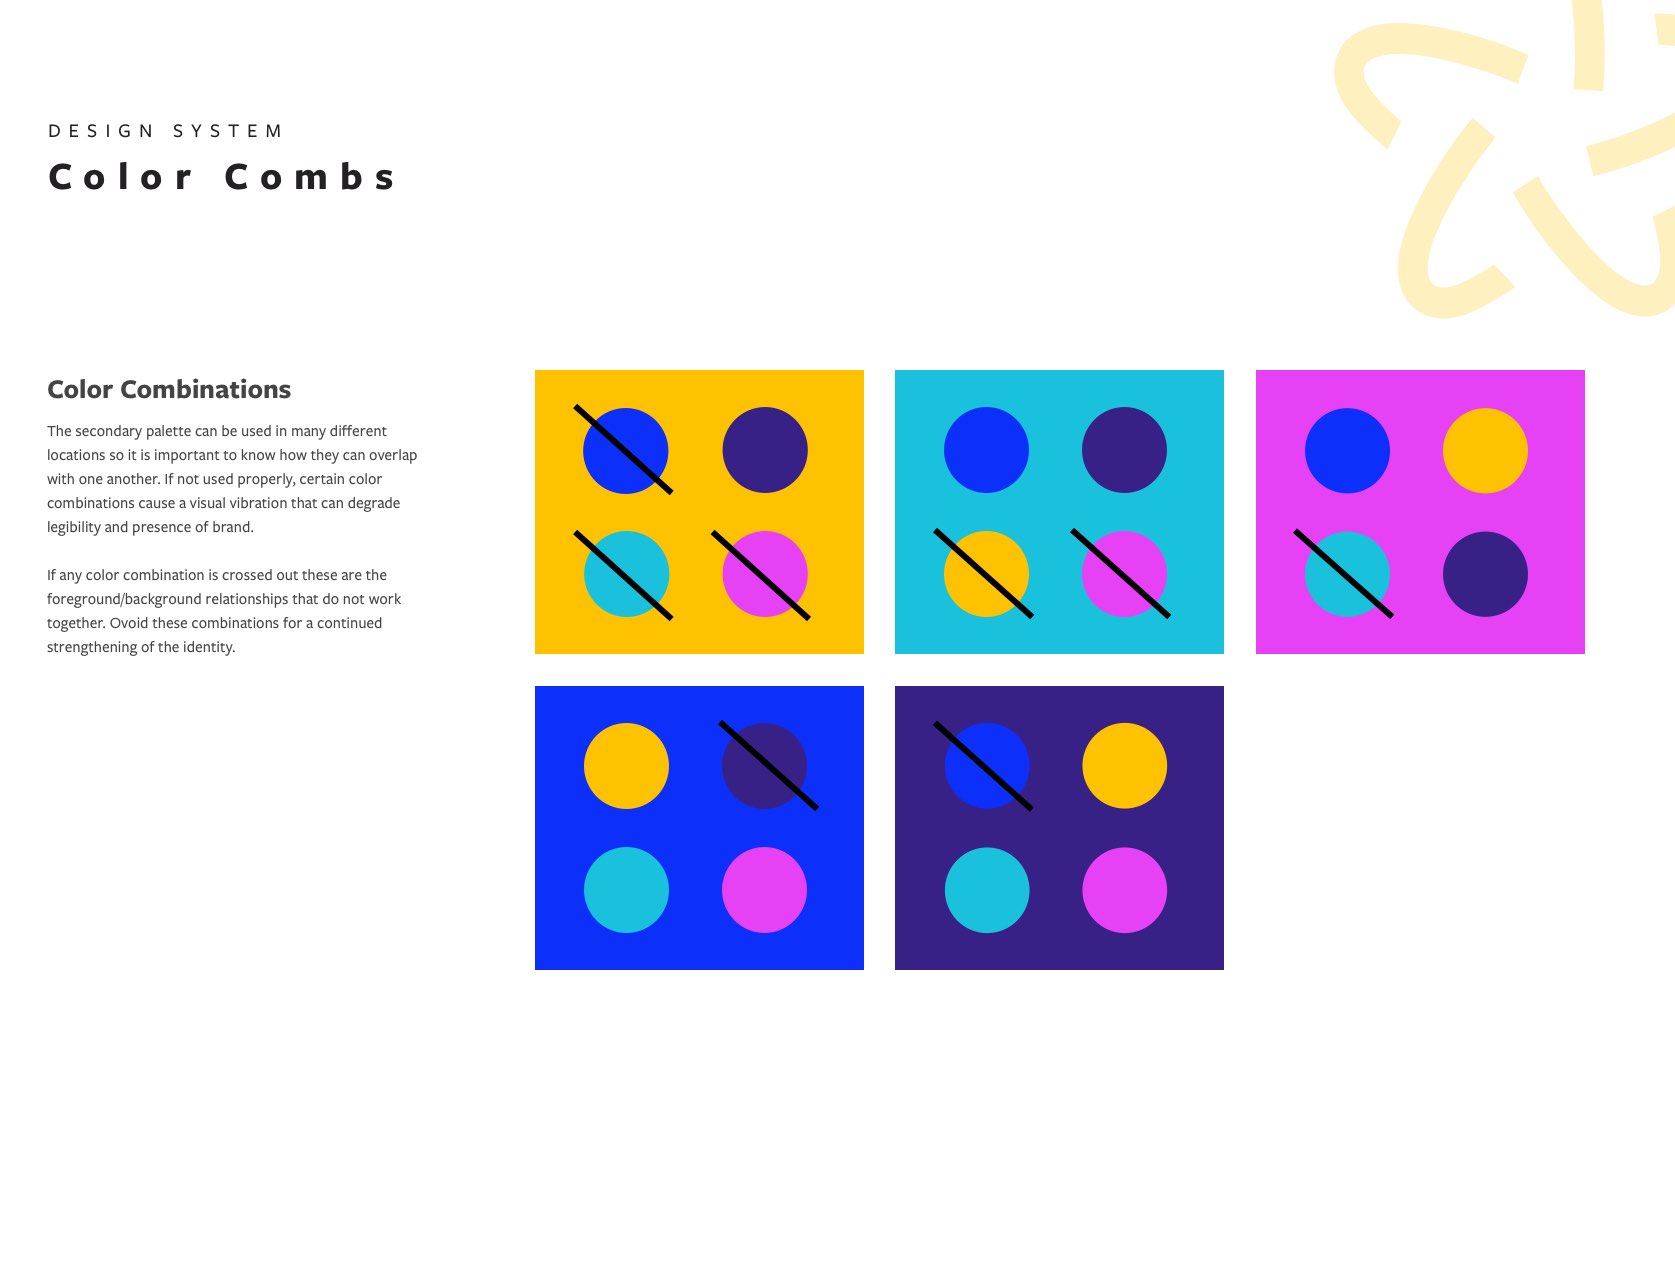 DESIGN SYSTEM
Color Combs
Color Combinations
The secondary palette can be used in many different
locations so it is important to know how they can overlap
with one another. If not used properly, certain color
combinations cause a visual vibration that can degrade
legibility and presence of brand.
If any color combination is crossed out these are the
foreground/background relationships that do not work
together. Ovoid these combinations for a continued
strengthening of the identity.